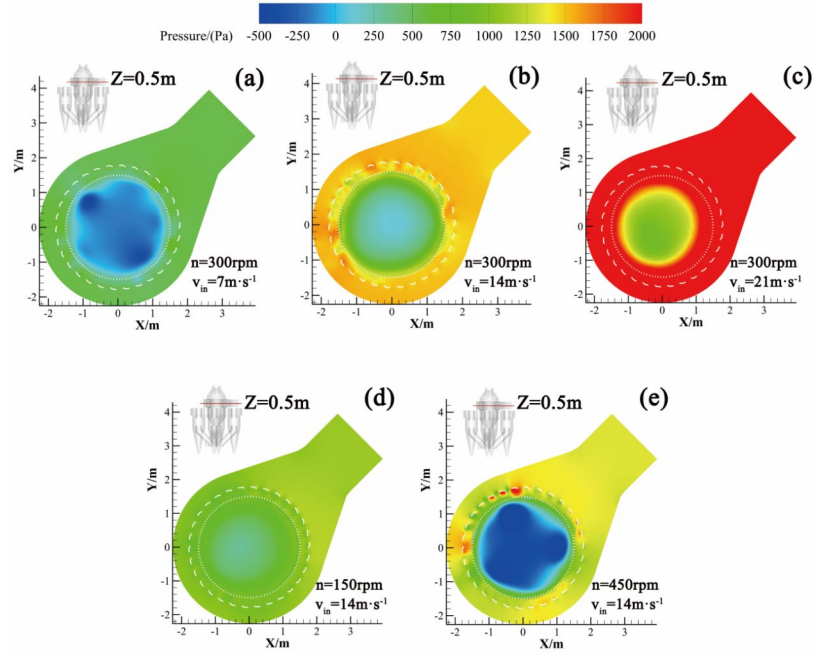 Pressure/(Pa) -500 -250 0 250 500 750 1000 1250 1500 1750 2000
Z=0.5m (a)
Y/m
4
3
2
1
0
-1
-2
n=300rpm
v_in=7m·s⁻¹
-2 -1 0 1 2 3
X/m
Z=0.5m (b)
Y/m
4
3
2
1
0
-1
-2
n=300rpm
v_in=14m·s⁻¹
-2 -1 0 1 2 3
X/m
Z=0.5m (c)
Y/m
4
3
2
1
0
-1
-2
n=300rpm
v_in=21m·s⁻¹
-2 -1 0 1 2 3
X/m
Z=0.5m (d)
Y/m
4
3
2
1
0
-1
-2
n=150rpm
v_in=14m·s⁻¹
-2 -1 0 1 2 3
X/m
Z=0.5m (e)
Y/m
4
3
2
1
0
-1
-2
n=450rpm
v_in=14m·s⁻¹
-2 -1 0 1 2 3
X/m